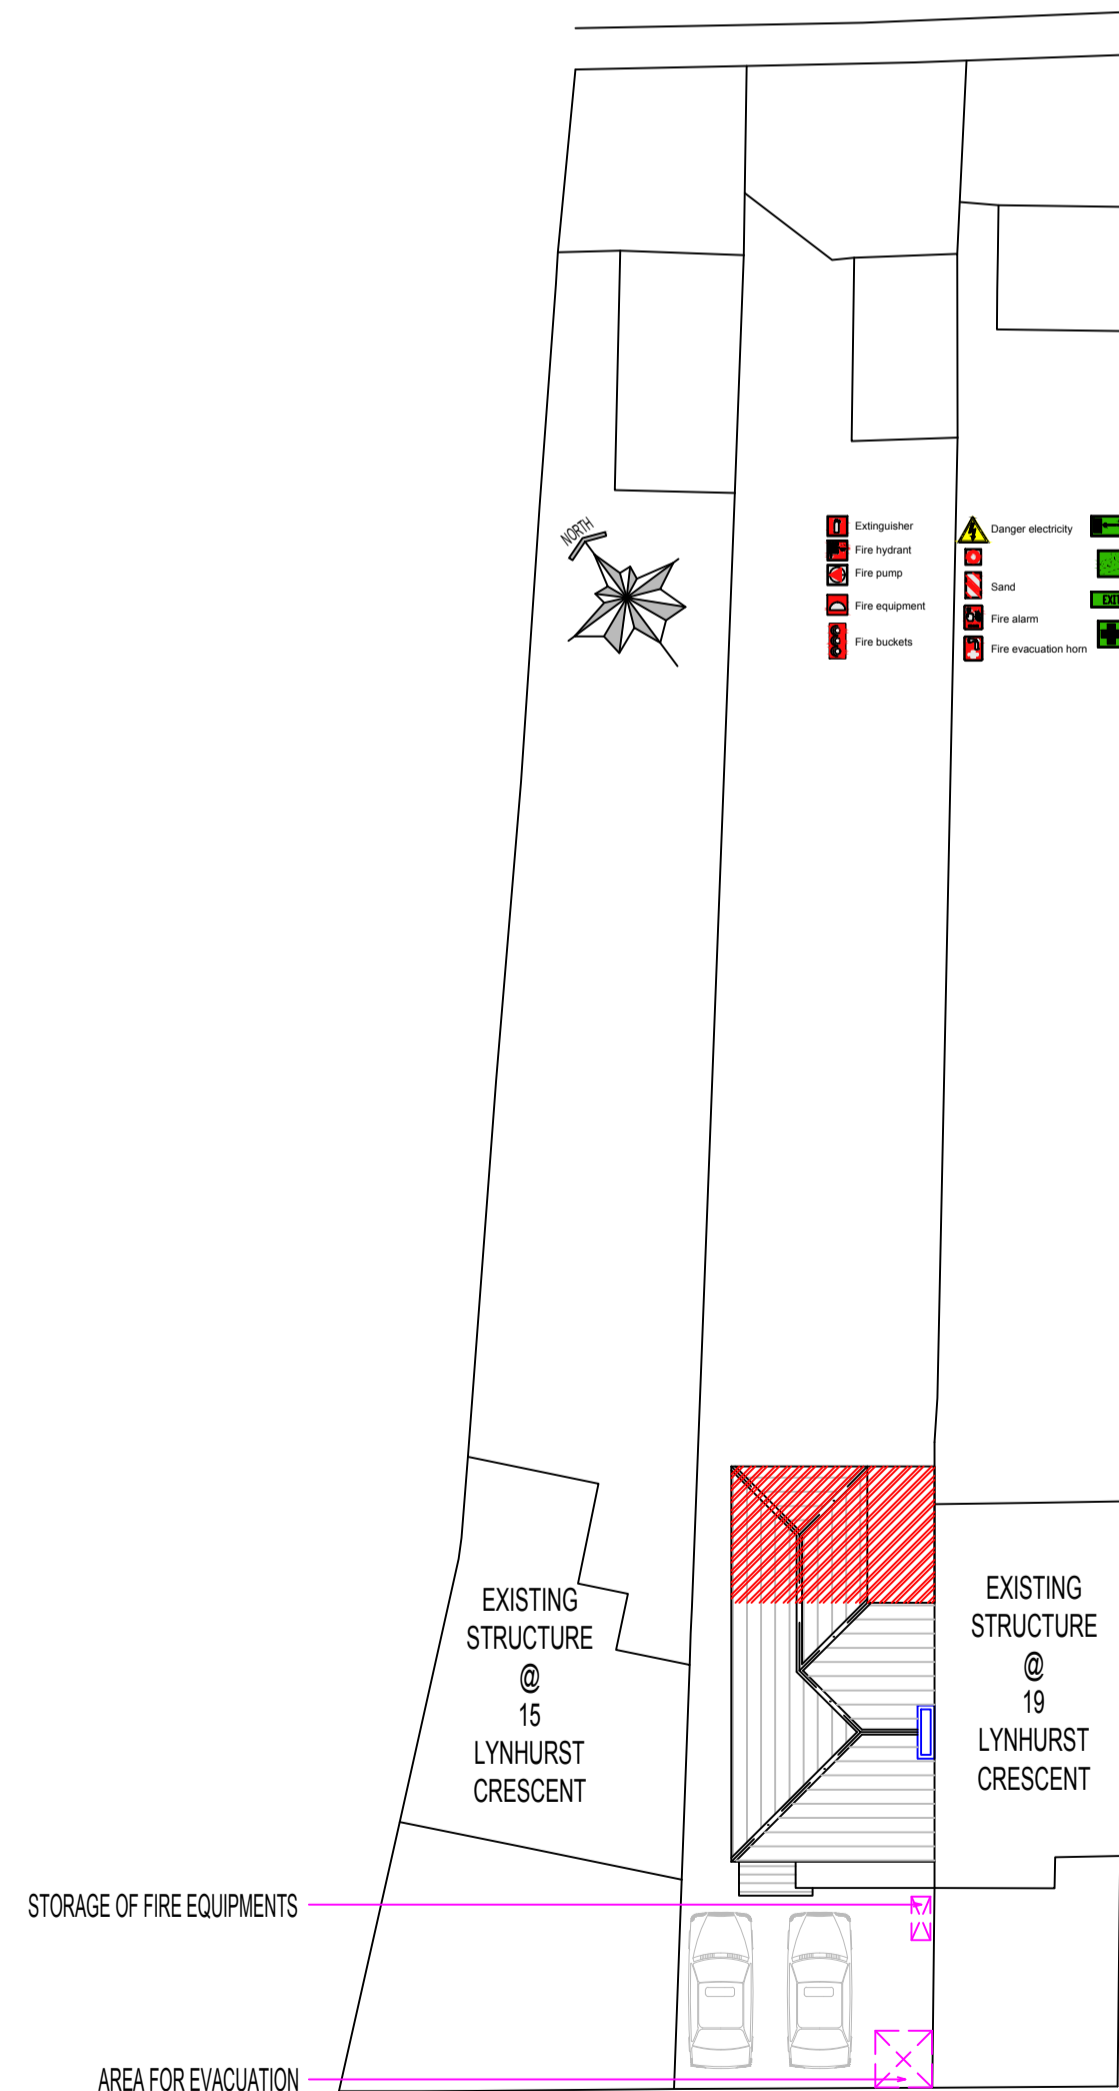 NORTH
Extinguisher
Fire hydrant
Fire pump
Fire equipment
Fire buckets
Danger electricity
Sand
Fire alarm
Fire evacuation horn
EXIT
EXISTING
STRUCTURE
@
15
LYNHURST
CRESCENT
EXISTING
STRUCTURE
@
19
LYNHURST
CRESCENT
STORAGE OF FIRE EQUIPMENTS
AREA FOR EVACUATION